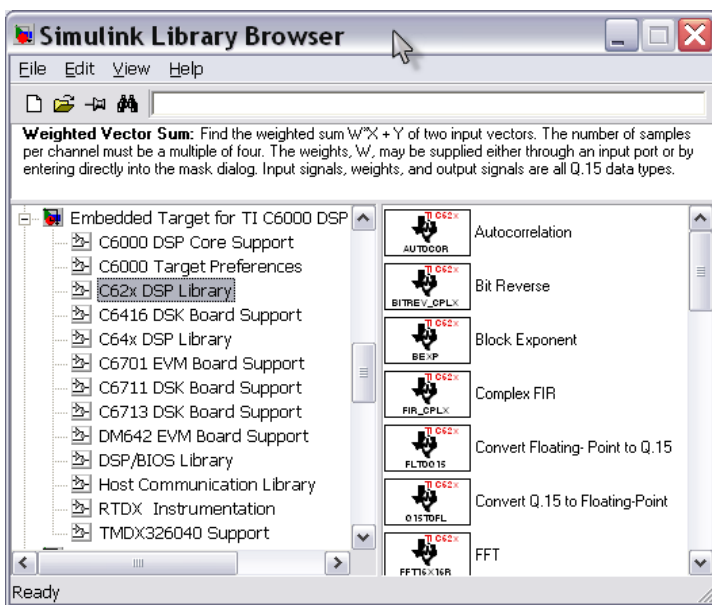 Simulink Library Browser
File Edit View Help
Weighted Vector Sum: Find the weighted sum W*X + Y of two input vectors. The number of samples
per channel must be a multiple of four. The weights, W, may be supplied either through an input port or by
entering directly into the mask dialog. Input signals, weights, and output signals are all Q.15 data types.
Embedded Target for TI C6000 DSP
C6000 DSP Core Support
C6000 Target Preferences
C62x DSP Library
C6416 DSK Board Support
C64x DSP Library
C6701 EVM Board Support
C6711 DSK Board Support
C6713 DSK Board Support
DM642 EVM Board Support
DSP/BIOS Library
Host Communication Library
RTDX Instrumentation
TMDX326040 Support
TI C62x
AUTOCOR
Autocorrelation
TI C62x
BITREV_CPLX
Bit Reverse
TI C62x
BEXP
Block Exponent
TI C62x
FIR_CPLX
Complex FIR
TI C62x
FLTOQ15
Convert Floating- Point to Q.15
TI C62x
Q15TOFL
Convert Q.15 to Floating-Point
TI C62x
FFT16X16R
FFT
Ready